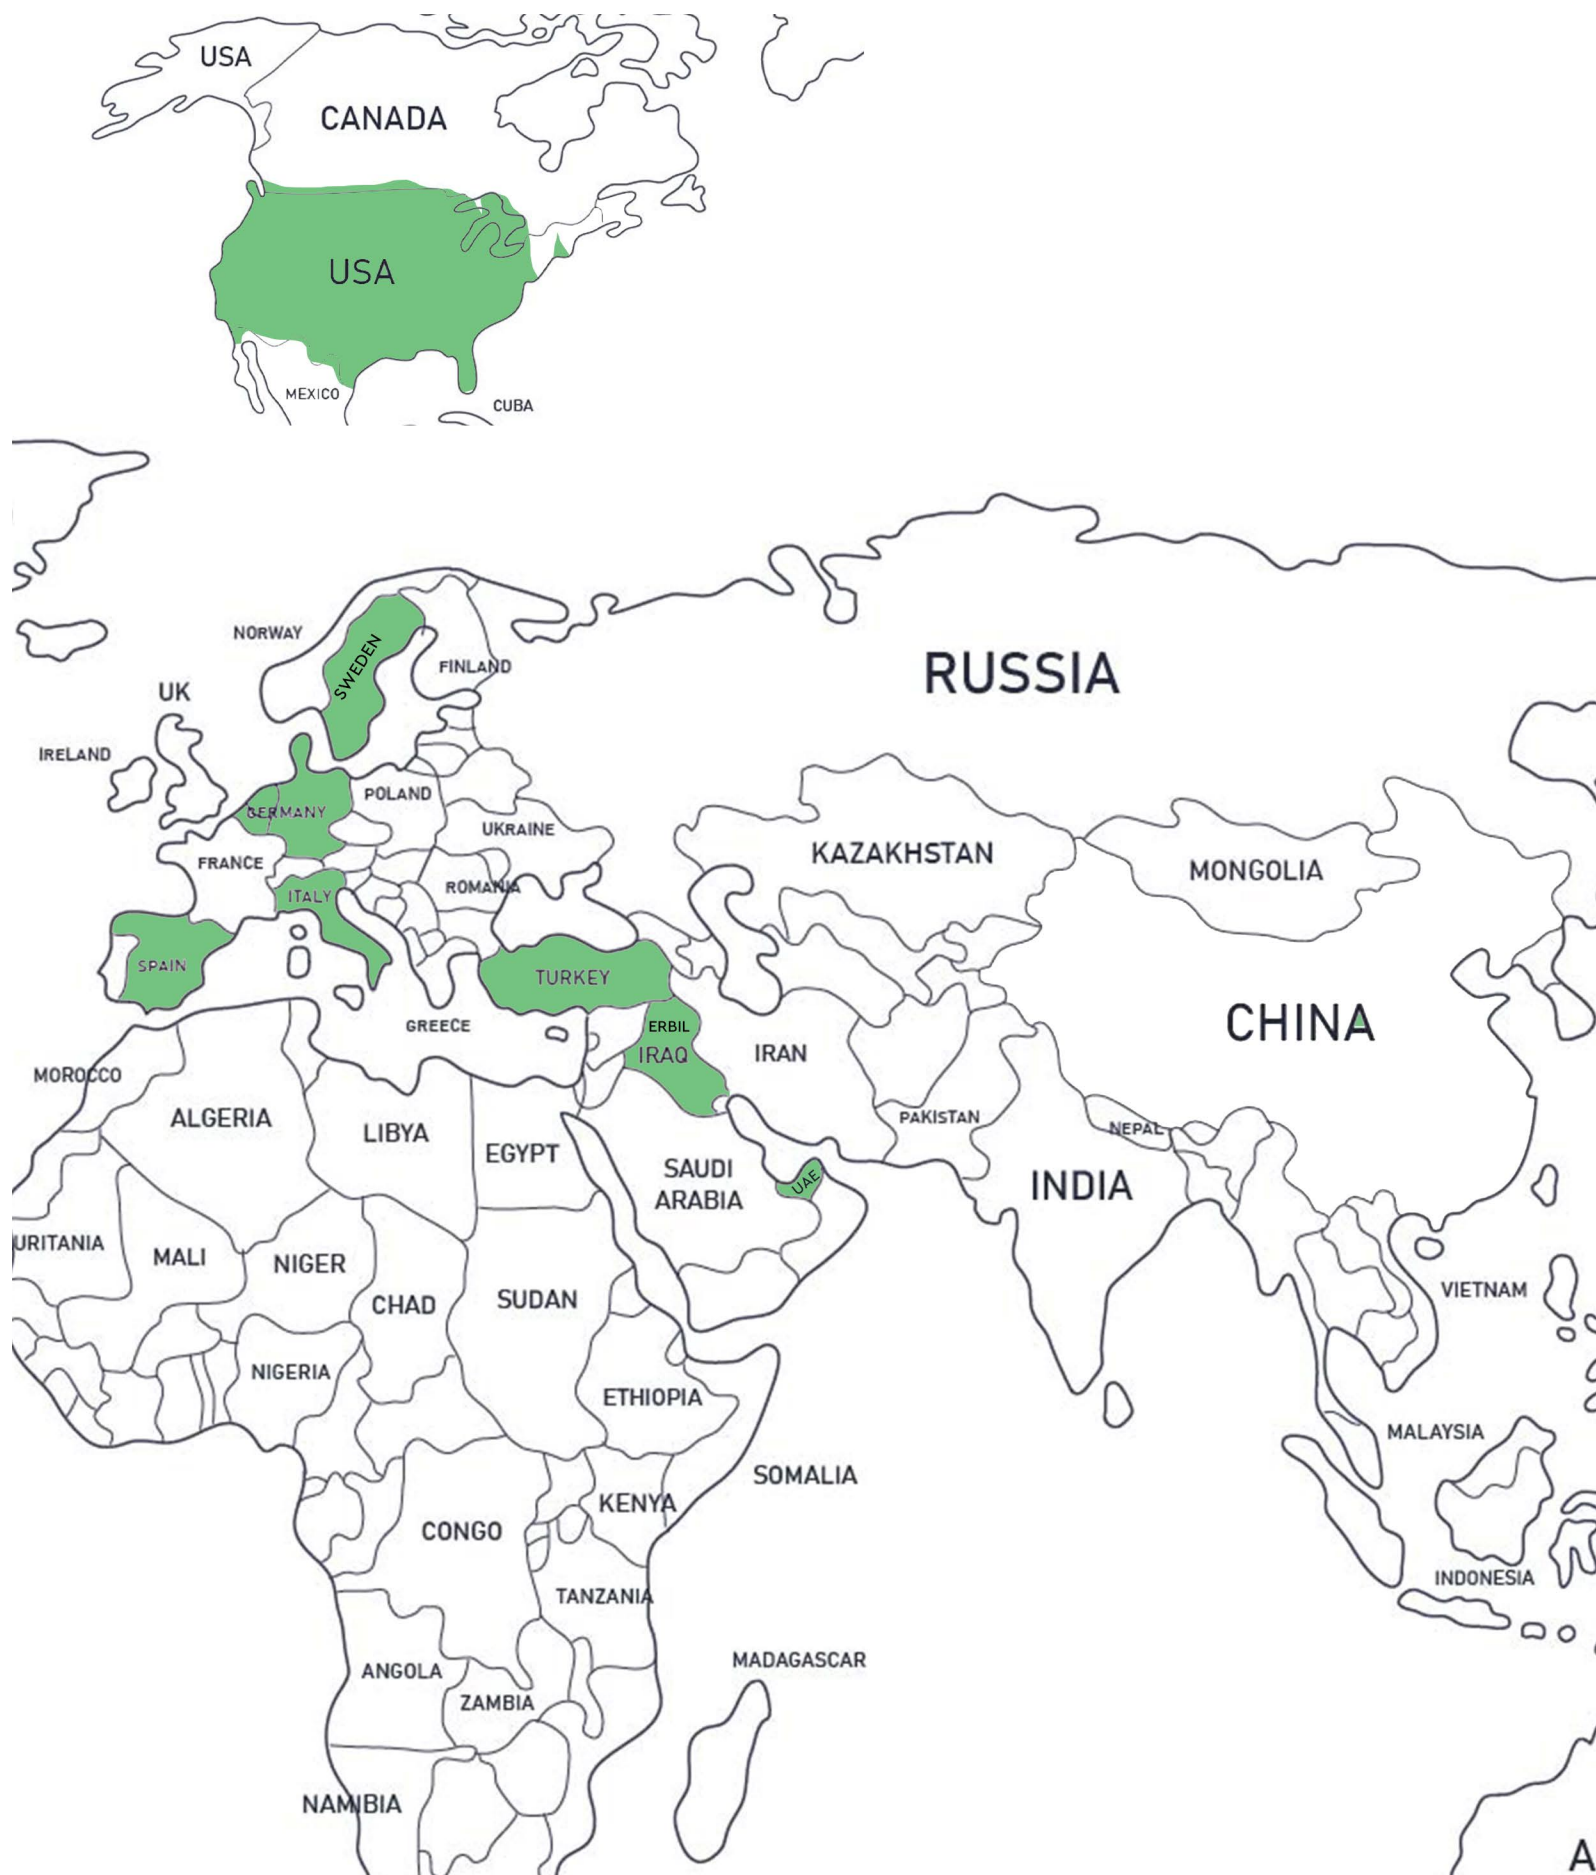 USA
CANADA
USA
MEXICO
CUBA
NORWAY
SWEDEN
FINLAND
RUSSIA
UK
IRELAND
GERMANY
POLAND
UKRAINE
FRANCE
KAZAKHSTAN
MONGOLIA
ITALY
ROMANIA
SPAIN
TURKEY
GREECE
ERBIL
IRAQ
IRAN
CHINA
MOROCCO
ALGERIA
LIBYA
EGYPT
PAKISTAN
NEPAL
SAUDI
ARABIA
UAE
INDIA
URITANIA
MALI
NIGER
CHAD
SUDAN
VIETNAM
NIGERIA
ETHIOPIA
MALAYSIA
SOMALIA
KENYA
CONGO
INDONESIA
TANZANIA
MADAGASCAR
ANGOLA
ZAMBIA
NAMIBIA
A